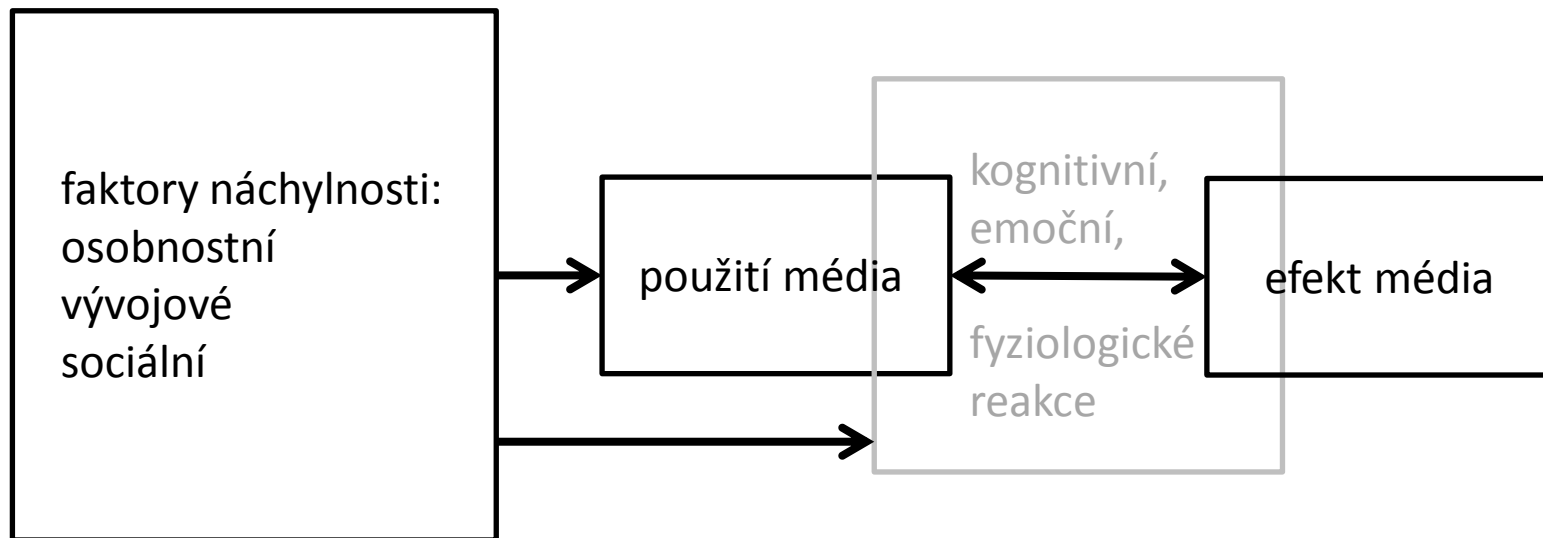 faktory náchylnosti:
osobnostní
vývojové
sociální
použití média
kognitivní,
emoční,
fyziologické
reakce
efekt média